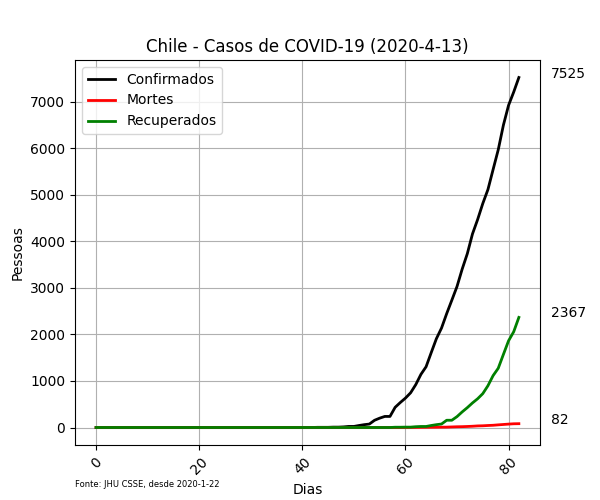 Chile - Casos de COVID-19 (2020-4-13)
Confirmados
Mortes
Recuperados
7525
2367
82
7000
6000
5000
4000
3000
2000
1000
0
Pessoas
0
20
40
60
80
Dias
Fonte: JHU CSSE, desde 2020-1-22